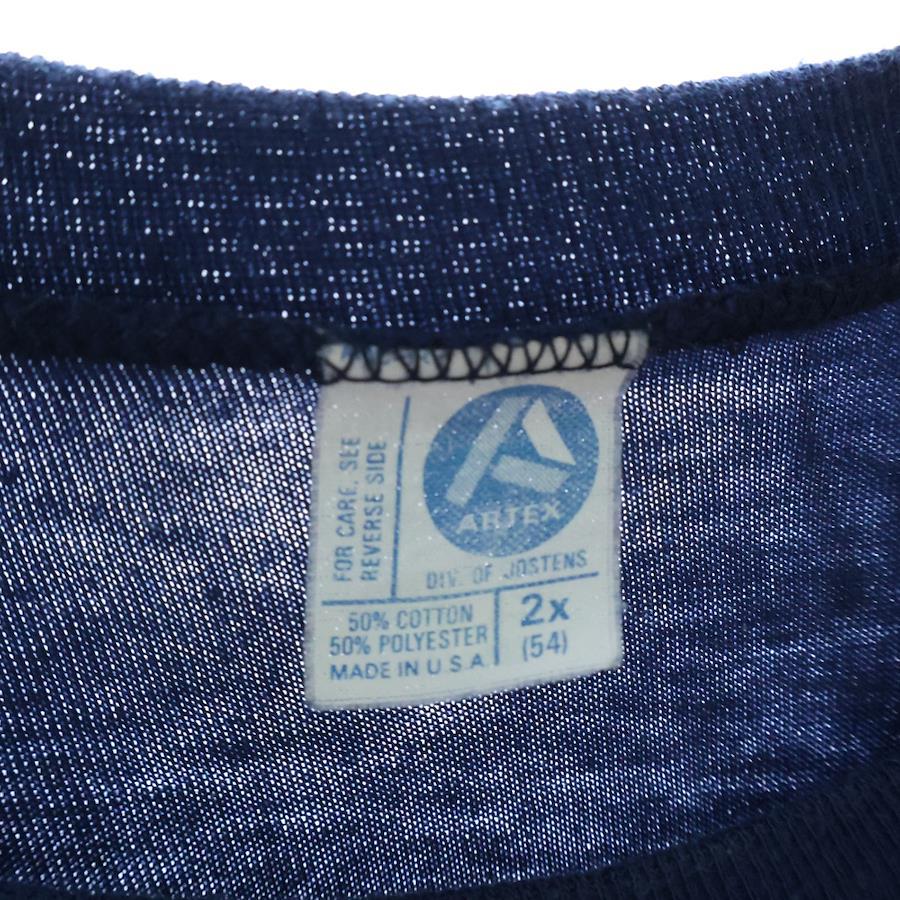 FOR CARE, SEE
REVERSE SIDE
ARTEX
DIV. OF JOSTENS
50% COTTON
50% POLYESTER
MADE IN U.S.A.
2x
(54)